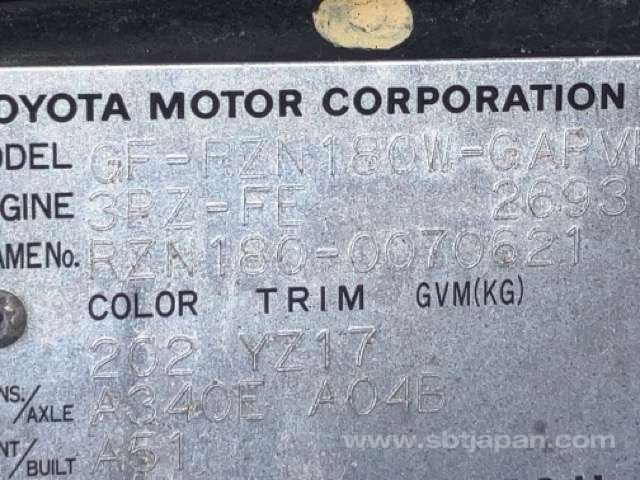 OYOTA MOTOR CORPORATION
ODEL GF-RZN180W-GAPV
GINE 3RZ-FE 2693
AME No. RZN180-0070621
COLOR TRIM GVM(KG)
202 YZ17
NS./AXLE A340E A04B
NT/BUILT A51
www.sbtjapan.com